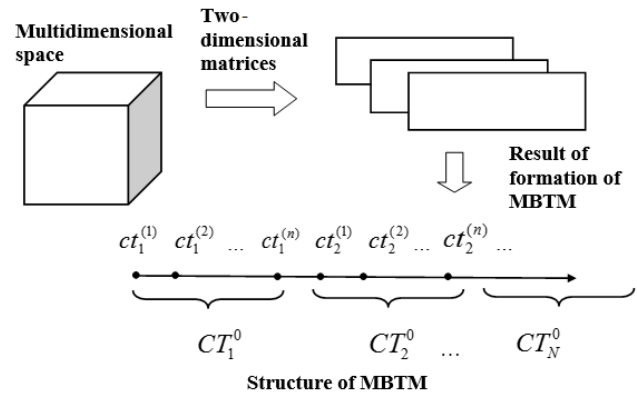 Multidimensional
space
Two-
dimensional
matrices
Result of
formation of
MBTM
ct₁⁽¹⁾ ct₁⁽²⁾ ... ct₁⁽ⁿ⁾ ct₂⁽¹⁾ ct₂⁽²⁾ ... ct₂⁽ⁿ⁾ ...
CT₁⁰ CT₂⁰ ... CT_N⁰
Structure of MBTM